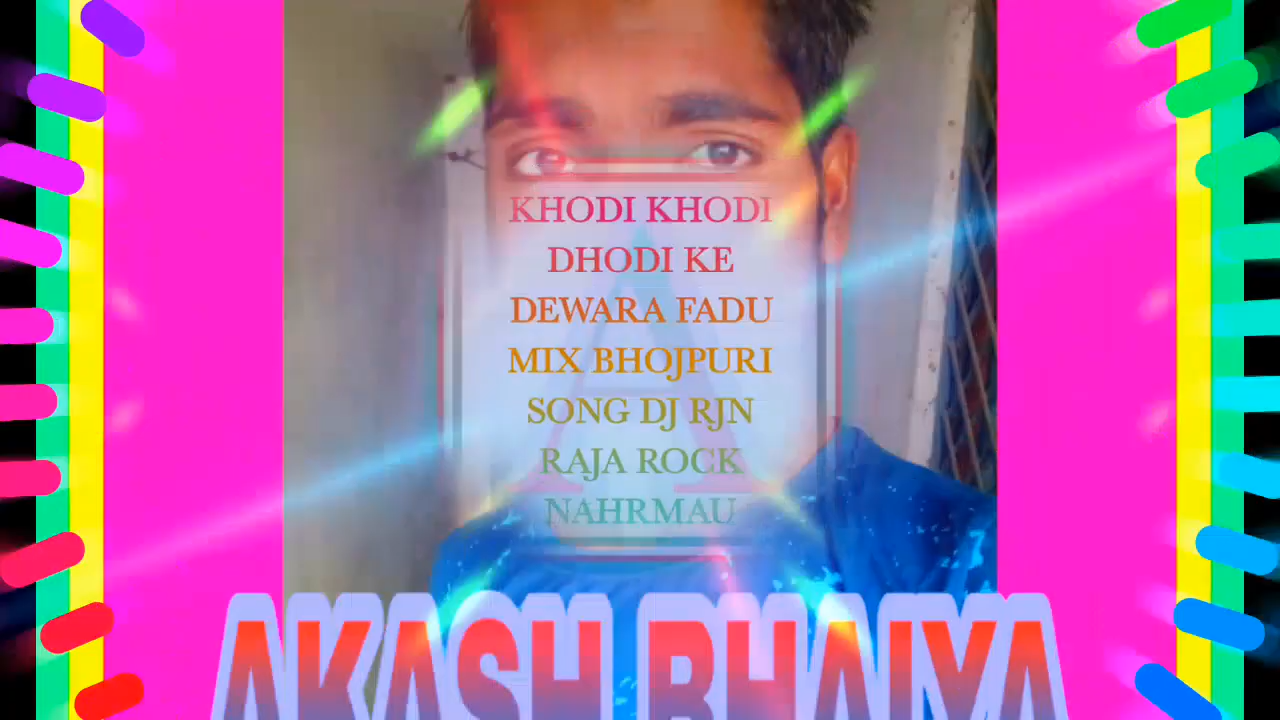 KHODI KHODI
DHODI KE
DEWARA FADU
MIX BHOJPURI
SONG DJ RJN
RAJA ROCK
NAHRMAU
A
AKASH BHAIYA